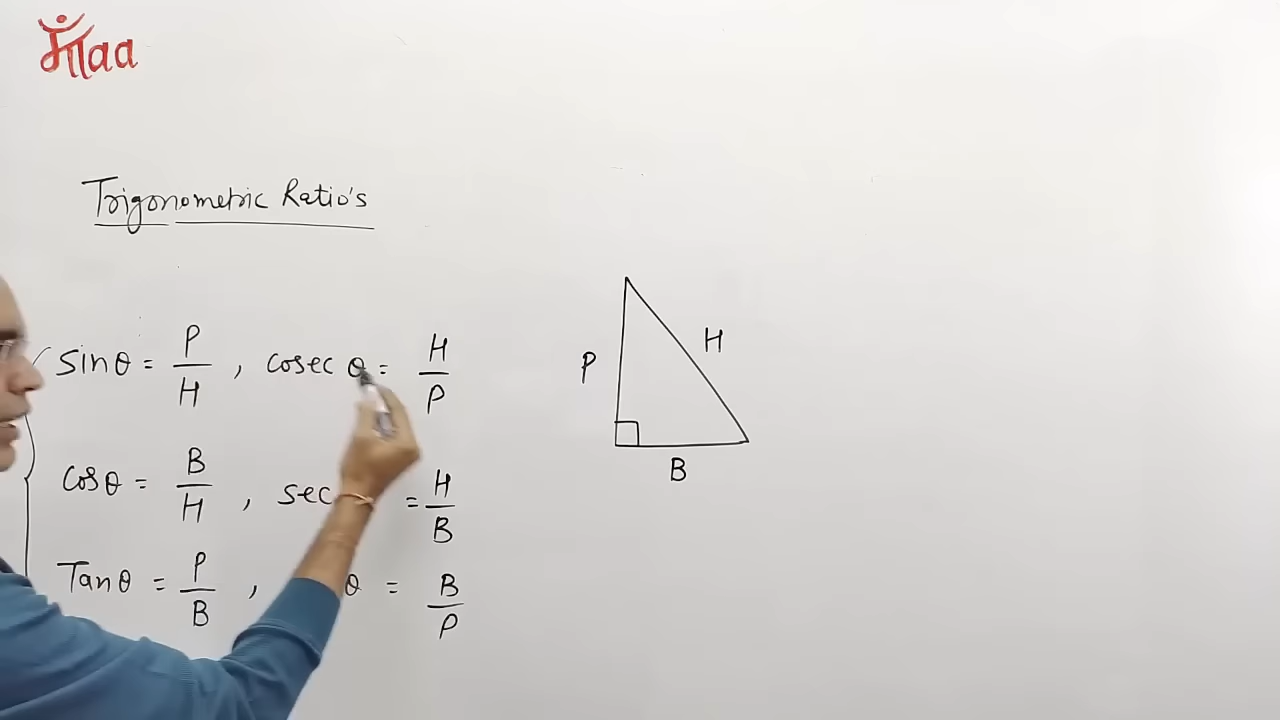 माँaa
Trigonometric Ratio's
sinθ = P/H , cosec θ = H/P
cosθ = B/H , sec = H/B
Tanθ = P/B , θ = B/P
P
H
B